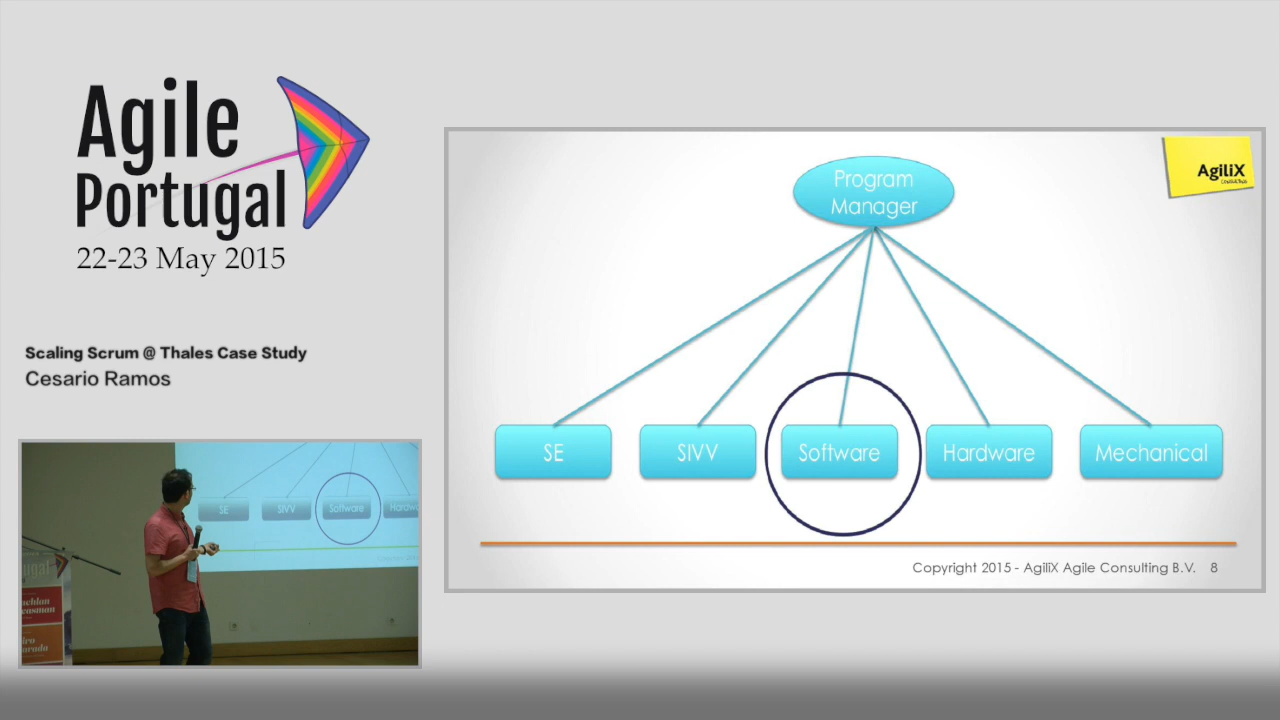 Agile
Portugal
22-23 May 2015
Scaling Scrum @ Thales Case Study
Cesario Ramos
Program
Manager
AgiliX
CONSULTING
SE
SIVV
Software
Hardware
Mechanical
Copyright 2015 - AgiliX Agile Consulting B.V. 8
SE
SIVV
Software